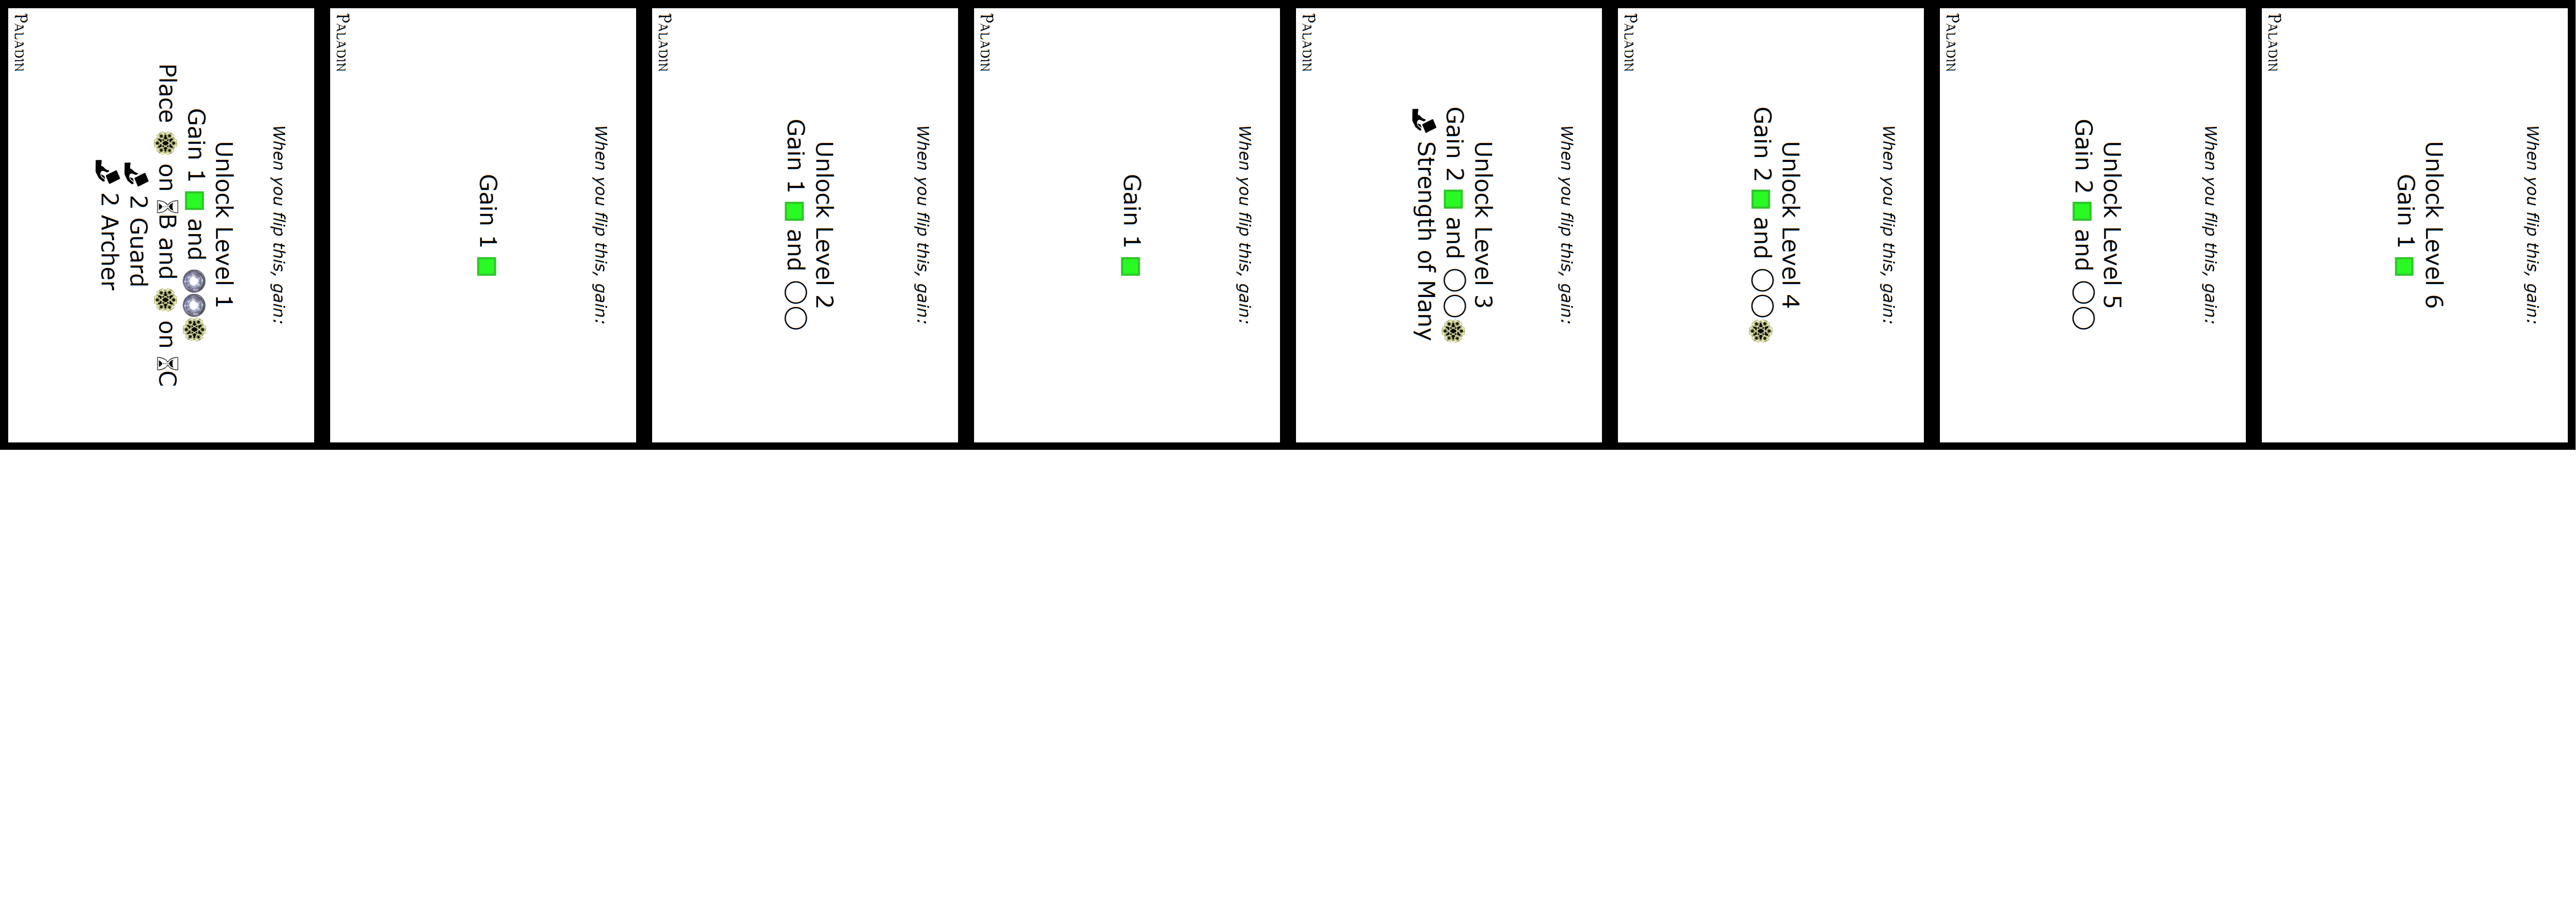 When you flip this, gain:
Unlock Level 1
Gain 1 and
Place on B and on C
2 Guard
2 Archer
Paladin
When you flip this, gain:
Gain 1
Paladin
When you flip this, gain:
Unlock Level 2
Gain 1 and
Paladin
When you flip this, gain:
Gain 1
Paladin
When you flip this, gain:
Unlock Level 3
Gain 2 and
Strength of Many
Paladin
When you flip this, gain:
Unlock Level 4
Gain 2 and
Paladin
When you flip this, gain:
Unlock Level 5
Gain 2 and
Paladin
When you flip this, gain:
Unlock Level 6
Gain 1
Paladin